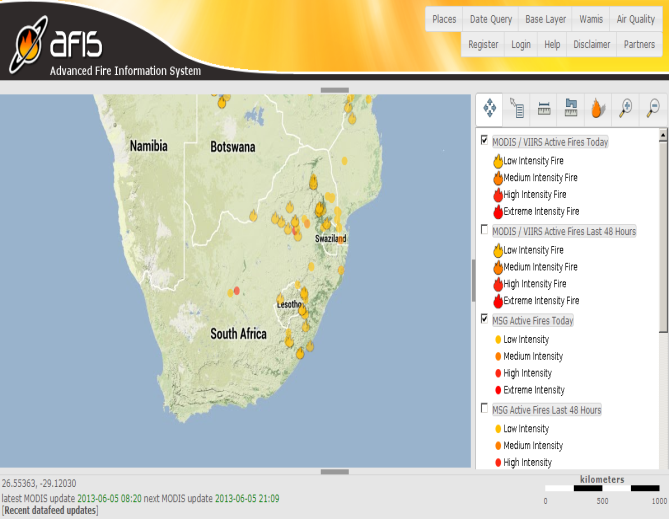 Places Date Query Base Layer Wamis Air Quality
Register Login Help Disclaimer Partners
AFIS
Advanced Fire Information System
Namibia
Botswana
Swaziland
Lesotho
South Africa
MODIS / VIIRS Active Fires Today
Low Intensity Fire
Medium Intensity Fire
High Intensity Fire
Extreme Intensity Fire
MODIS / VIIRS Active Fires Last 48 Hours
Low Intensity Fire
Medium Intensity Fire
High Intensity Fire
Extreme Intensity Fire
MSG Active Fires Today
Low Intensity
Medium Intensity
High Intensity
Extreme Intensity
MSG Active Fires Last 48 Hours
Low Intensity
Medium Intensity
High Intensity
26.55363, -29.12030
latest MODIS update 2013-06-05 08:20 next MODIS update 2013-06-05 21:09
[Recent datafeed updates]
kilometers
0 500 1000